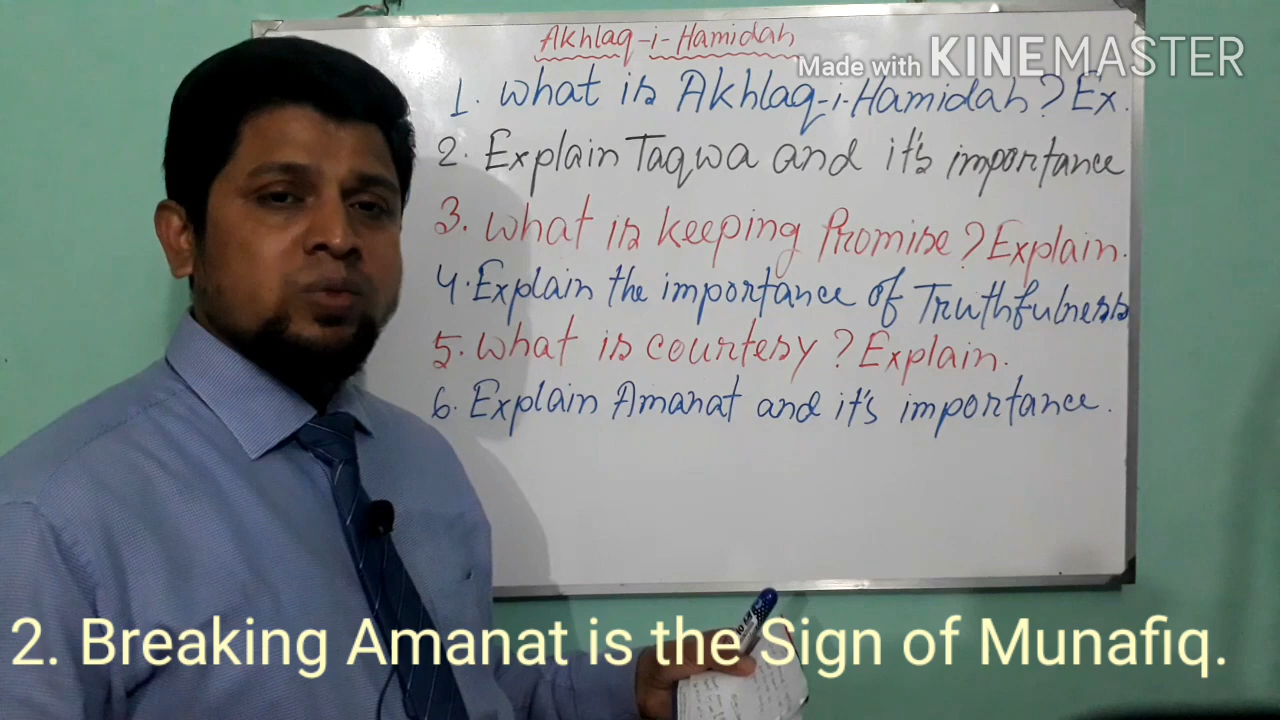 Akhlaq-i-Hamidah
Made with KINEMASTER
1. What is Akhlaq-i-Hamidah? Ex.
2. Explain Taqwa and it's importance
3. What is keeping Promise? Explain.
4. Explain the importance of Truthfulness
5. What is courtesy? Explain.
6. Explain Amanat and it's importance.
2. Breaking Amanat is the Sign of Munafiq.